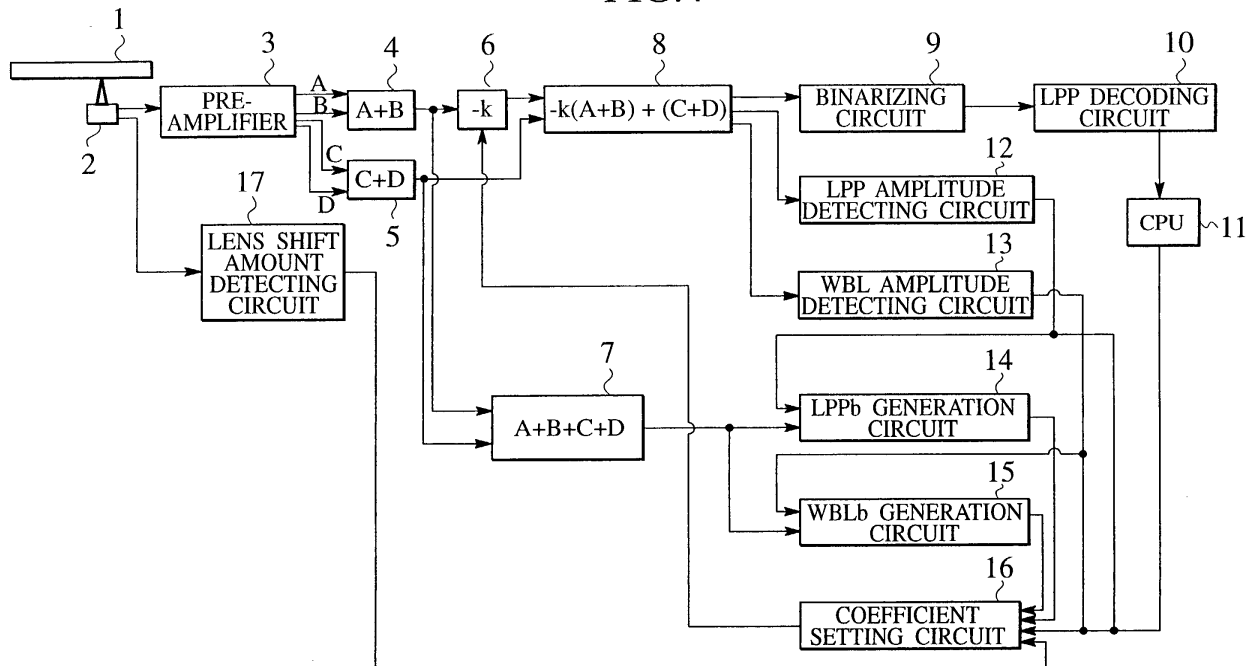 1
2
3
PRE-
AMPLIFIER
A
B
C
D
4
A+B
C+D
5
6
-k
8
-k(A+B) + (C+D)
9
BINARIZING
CIRCUIT
10
LPP DECODING
CIRCUIT
CPU
11
12
LPP AMPLITUDE
DETECTING CIRCUIT
13
WBL AMPLITUDE
DETECTING CIRCUIT
17
LENS SHIFT
AMOUNT
DETECTING
CIRCUIT
7
A+B+C+D
14
LPPb GENERATION
CIRCUIT
15
WBLb GENERATION
CIRCUIT
16
COEFFICIENT
SETTING CIRCUIT